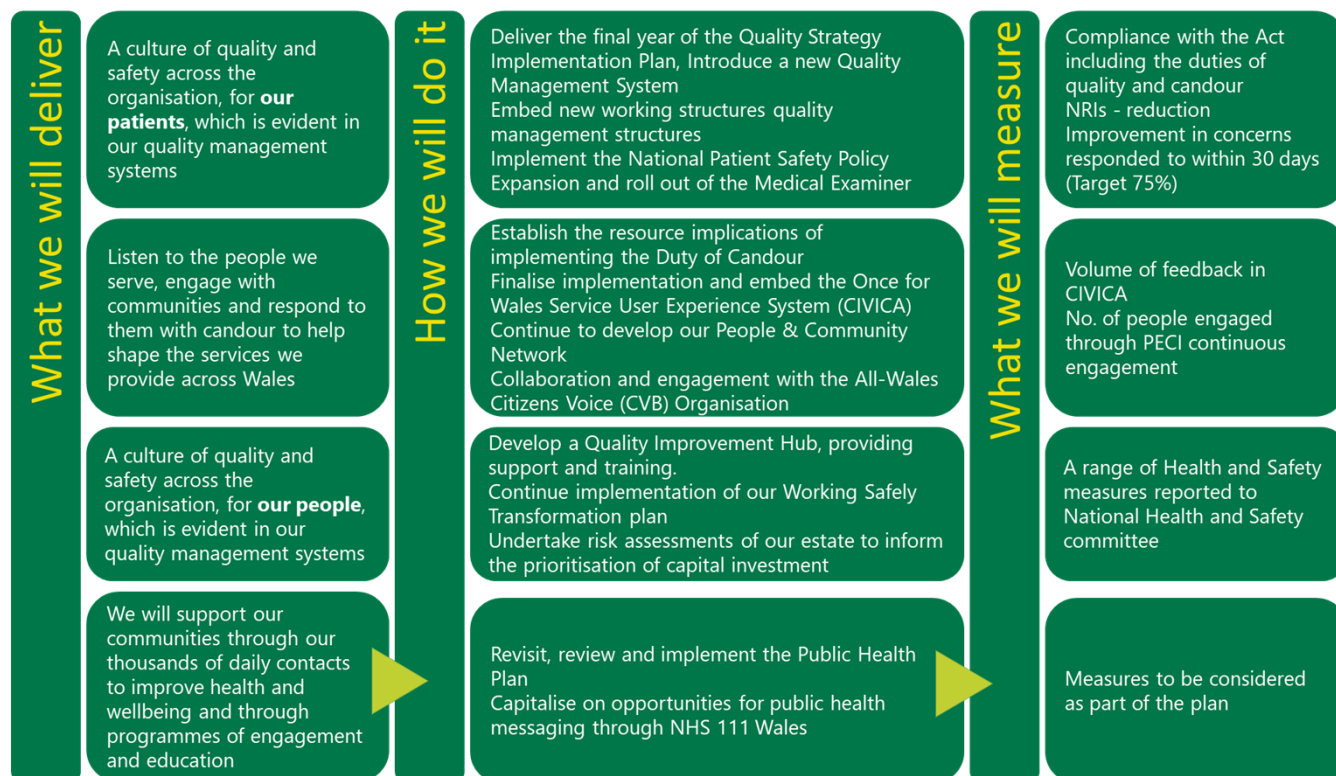 What we will deliver
A culture of quality and
safety across the
organisation, for our
patients, which is evident in
our quality management
systems
Listen to the people we
serve, engage with
communities and respond to
them with candour to help
shape the services we
provide across Wales
A culture of quality and
safety across the
organisation, for our people,
which is evident in our
quality management systems
We will support our
communities through our
thousands of daily contacts
to improve health and
wellbeing and through
programmes of engagement
and education
How we will do it
Deliver the final year of the Quality Strategy
Implementation Plan, Introduce a new Quality
Management System
Embed new working structures quality
management structures
Implement the National Patient Safety Policy
Expansion and roll out of the Medical Examiner
Establish the resource implications of
implementing the Duty of Candour
Finalise implementation and embed the Once for
Wales Service User Experience System (CIVICA)
Continue to develop our People & Community
Network
Collaboration and engagement with the All-Wales
Citizens Voice (CVB) Organisation
Develop a Quality Improvement Hub, providing
support and training.
Continue implementation of our Working Safely
Transformation plan
Undertake risk assessments of our estate to inform
the prioritisation of capital investment
Revisit, review and implement the Public Health
Plan
Capitalise on opportunities for public health
messaging through NHS 111 Wales
What we will measure
Compliance with the Act
including the duties of
quality and candour
NRIs - reduction
Improvement in concerns
responded to within 30 days
(Target 75%)
Volume of feedback in
CIVICA
No. of people engaged
through PECI continuous
engagement
A range of Health and Safety
measures reported to
National Health and Safety
committee
Measures to be considered
as part of the plan